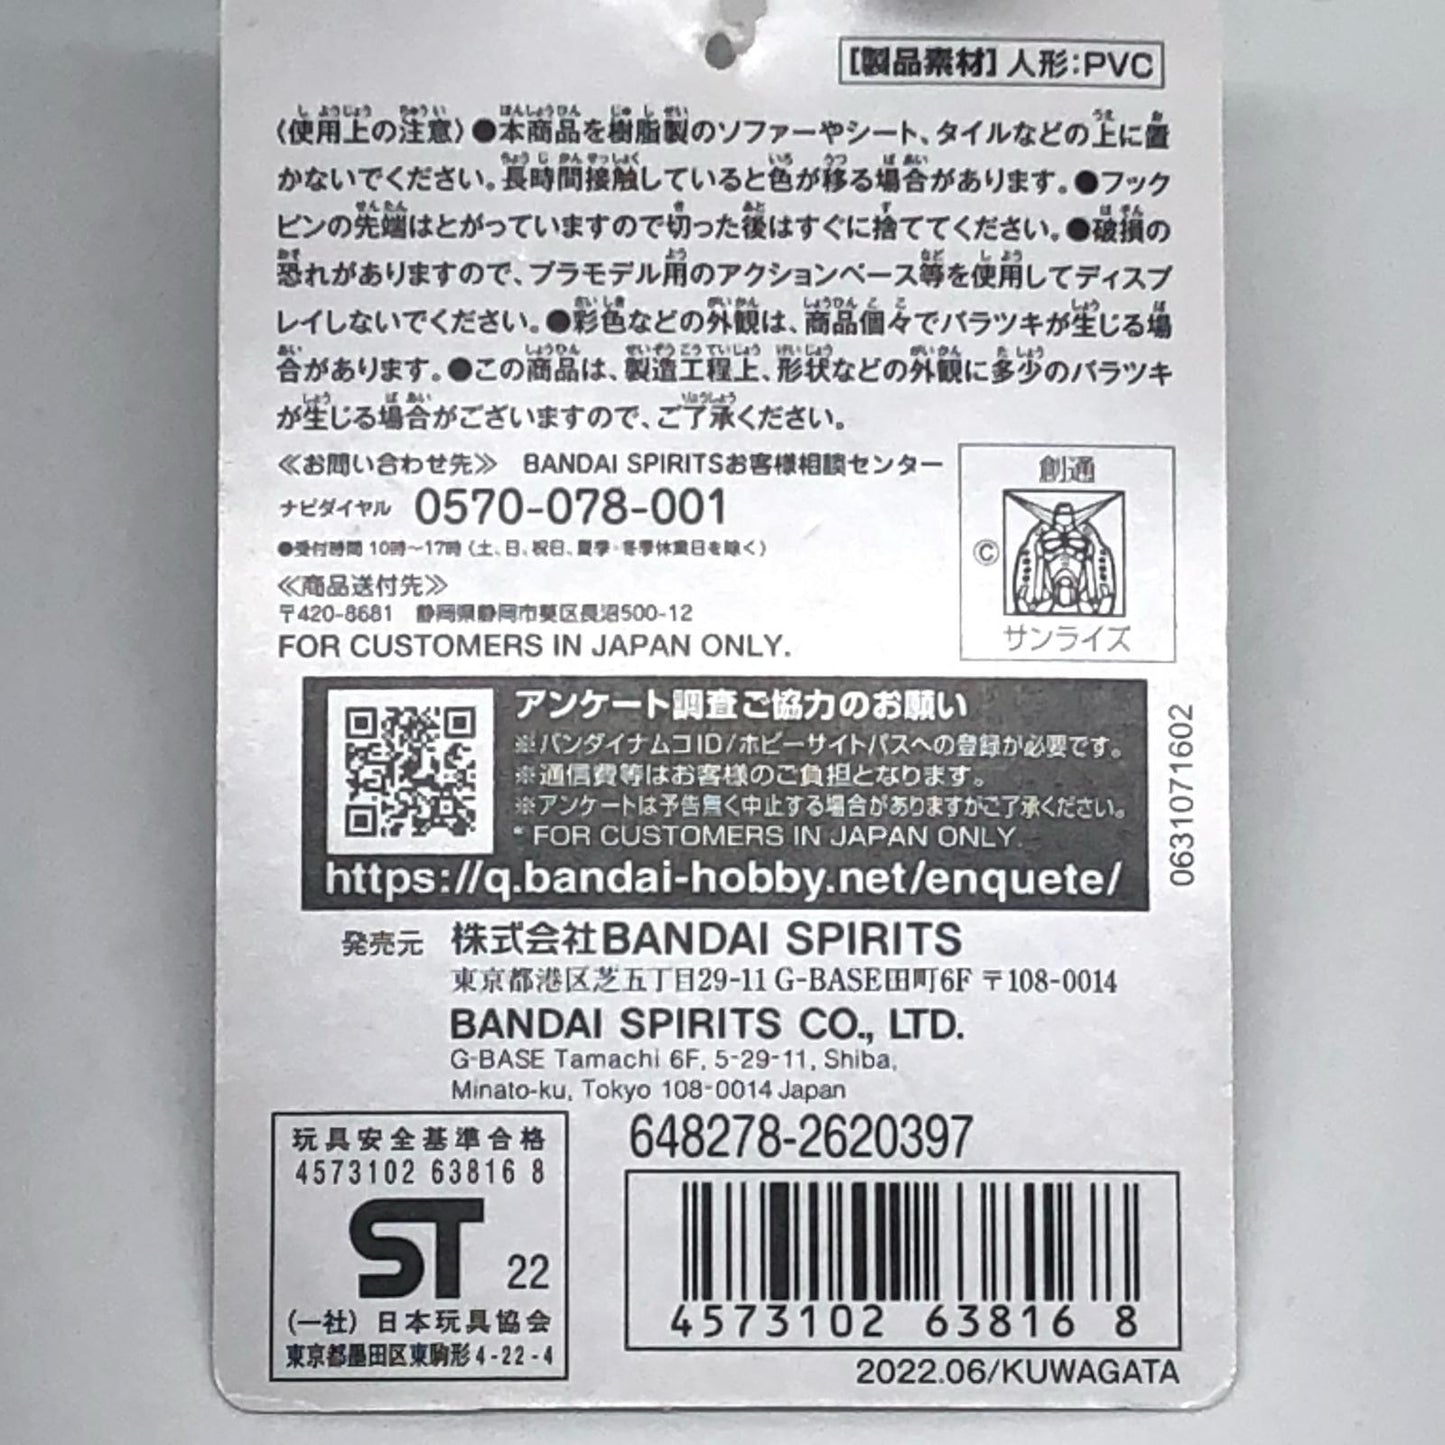 [製品素材] 人形:PVC
〈使用上の注意〉●本商品を樹脂製のソファーやシート、タイルなどの上に置
かないでください。長時間接触していると色が移る場合があります。●フック
ピンの先端はとがっていますので切った後はすぐに捨ててください。●破損の
恐れがありますので、プラモデル用のアクションベース等を使用してディスプ
レイしないでください。●彩色などの外観は、商品個々でバラツキが生じる場
合があります。●この商品は、製造工程上、形状などの外観に多少のバラツキ
が生じる場合がございますので、ご了承ください。
≪お問い合わせ先≫ BANDAI SPIRITSお客様相談センター
ナビダイヤル 0570-078-001
●受付時間 10時〜17時 (土、日、祝日、夏季・冬季休業日を除く)
≪商品送付先≫
〒420-8681 静岡県静岡市葵区長沼500-12
FOR CUSTOMERS IN JAPAN ONLY.
創通
©
サンライズ
アンケート調査ご協力のお願い
※バンダイナムコID/ホビーサイトパスへの登録が必要です。
※通信費等はお客様のご負担となります。
※アンケートは予告無く中止する場合がありますがご了承ください。
* FOR CUSTOMERS IN JAPAN ONLY.
https://q.bandai-hobby.net/enquete/
0631071602
発売元 株式会社BANDAI SPIRITS
東京都港区芝五丁目29-11 G-BASE田町6F 〒108-0014
BANDAI SPIRITS CO., LTD.
G-BASE Tamachi 6F, 5-29-11, Shiba,
Minato-ku, Tokyo 108-0014 Japan
玩具安全基準合格
4573102 63816 8
ST 22
(一社) 日本玩具協会
東京都墨田区東駒形4-22-4
648278-2620397
4573102 63816 8
2022.06/KUWAGATA